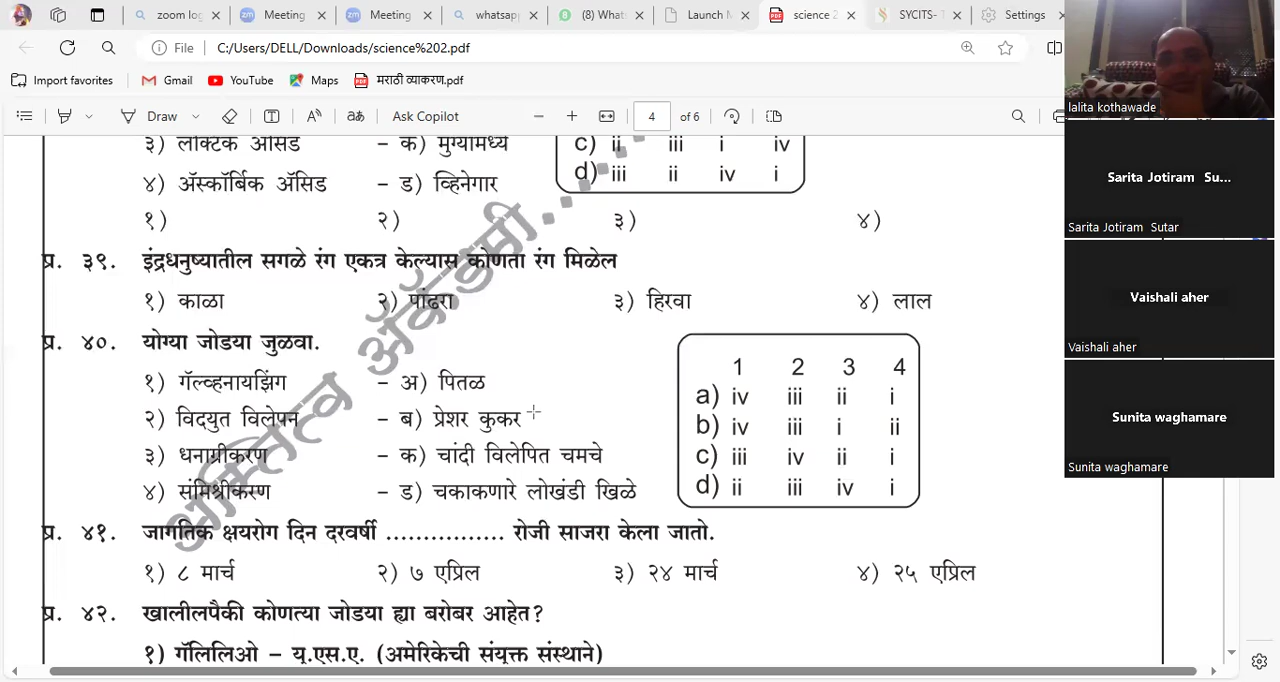 zoom log
Meeting
Meeting
whatsapp
(8) What
Launch M
science 2
SYCITS-
Settings
File C:/Users/DELL/Downloads/science%202.pdf
Import favorites Gmail YouTube Maps मराठी व्याकरण.pdf
Draw Ask Copilot 4 of 6
३) लॅक्टिक ॲसिड - क) मुंग्यामध्ये
४) ॲस्कॉर्बिक ॲसिड - ड) व्हिनेगार
c) ii iii i iv
d) iii ii iv i
१) २) ३) ४)
प्र. ३९. इंद्रधनुष्यातील सगळे रंग एकत्र केल्यास कोणता रंग मिळेल
१) काळा २) पांढरा ३) हिरवा ४) लाल
प्र. ४०. योग्या जोडया जुळवा.
१) गॅल्व्हनायझिंग - अ) पितळ
२) विदयुत विलेपन - ब) प्रेशर कुकर
३) धनाग्रीकरण - क) चांदी विलेपित चमचे
४) संमिश्रीकरण - ड) चकाकणारे लोखंडी खिळे
1 2 3 4
a) iv iii ii i
b) iv iii i ii
c) iii iv ii i
d) ii iii iv i
प्र. ४१. जागतिक क्षयरोग दिन दरवर्षी ................ रोजी साजरा केला जातो.
१) ८ मार्च २) ७ एप्रिल ३) २४ मार्च ४) २५ एप्रिल
प्र. ४२. खालीलपैकी कोणत्या जोडया ह्या बरोबर आहेत?
१) गॅलिलिओ – यू.एस.ए. (अमेरिकेची संयुक्त संस्थाने)
अस्तित्व ॲकॅडमी...
lalita kothawade
Sarita Jotiram Su...
Sarita Jotiram Sutar
Vaishali aher
Vaishali aher
Sunita waghamare
Sunita waghamare